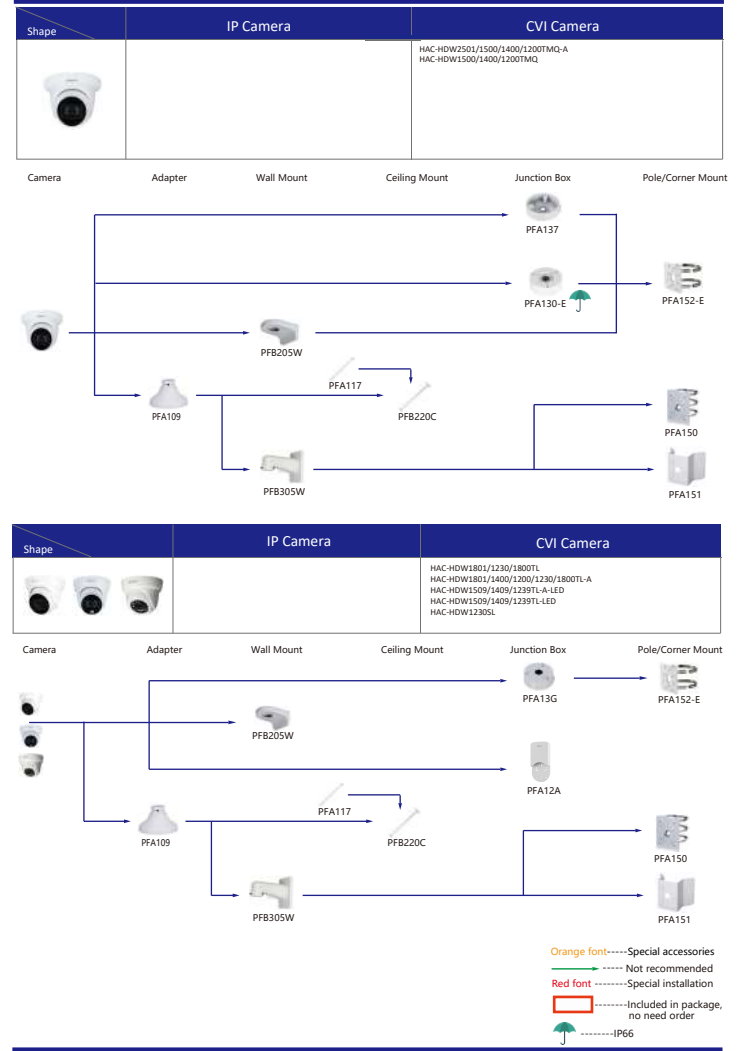 Shape
IP Camera
CVI Camera
HAC-HDW2501/1500/1400/1200TMQ-A
HAC-HDW1500/1400/1200TMQ
Camera
Adapter
Wall Mount
Ceiling Mount
Junction Box
Pole/Corner Mount
PFA137
PFA130-E
PFA152-E
PFB205W
PFA117
PFA109
PFB220C
PFA150
PFB305W
PFA151
Shape
IP Camera
CVI Camera
HAC-HDW1801/1230/1800TL
HAC-HDW1801/1400/1200/1230/1800TL-A
HAC-HDW1509/1409/1239TL-A-LED
HAC-HDW1509/1409/1239TL-LED
HAC-HDW1230SL
Camera
Adapter
Wall Mount
Ceiling Mount
Junction Box
Pole/Corner Mount
PFA13G
PFA152-E
PFB205W
PFA12A
PFA117
PFA109
PFB220C
PFA150
PFB305W
PFA151
Orange font-----Special accessories
----- Not recommended
Red font --------Special installation
--------Included in package,
no need order
--------IP66